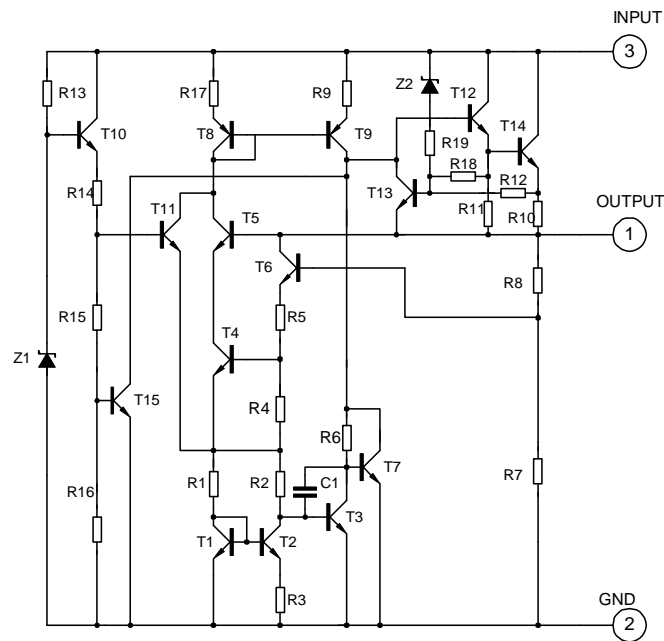 INPUT
3
R13
R17
R9
Z2
T12
T10
T8
T9
T14
R19
R18
R14
T13
R12
T11
R11
R10
OUTPUT
1
T5
T6
R8
R15
R5
T4
Z1
T15
R4
R6
T7
R7
R16
R1
R2
C1
T3
T1
T2
R3
GND
2